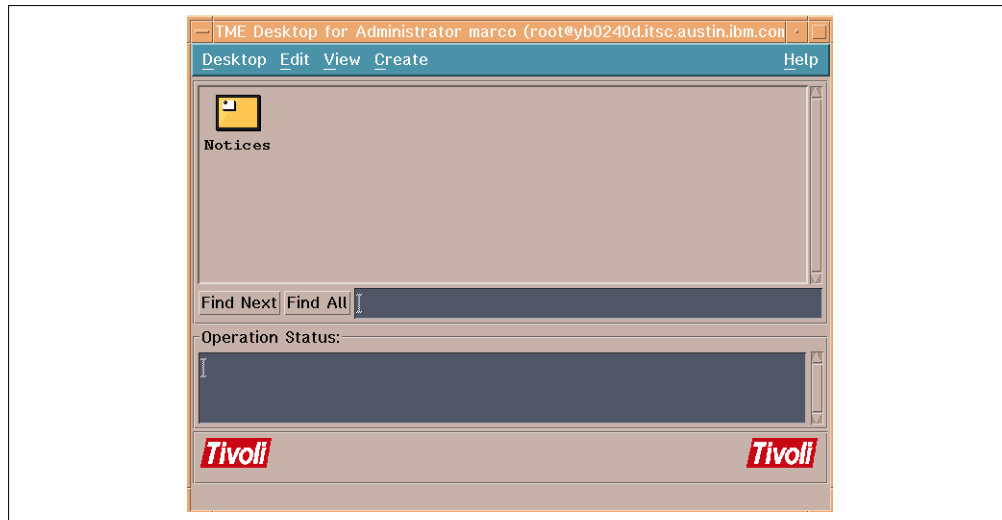 TME Desktop for Administrator marco (root@yb0240d.itsc.austin.ibm.com
Desktop Edit View Create Help
Notices
Find Next Find All
Operation Status:
Tivoli Tivoli